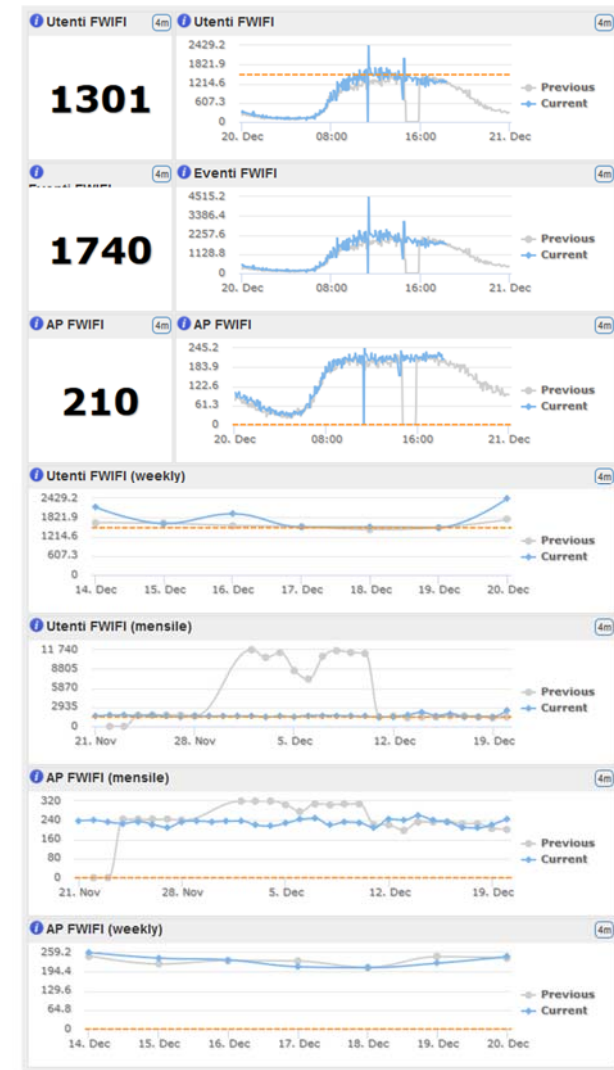 Utenti FWIFI 4m Utenti FWIFI 4m
1301
2429.2
1821.9
1214.6
607.3
0
20. Dec 08:00 16:00 21. Dec
Previous
Current
4m Eventi FWIFI 4m
Eventi FWIFI
1740
4515.2
3386.4
2257.6
1128.8
0
20. Dec 08:00 16:00 21. Dec
Previous
Current
AP FWIFI 4m AP FWIFI 4m
210
245.2
183.9
122.6
61.3
0
20. Dec 08:00 16:00 21. Dec
Previous
Current
Utenti FWIFI (weekly) 4m
2429.2
1821.9
1214.6
607.3
0
14. Dec 15. Dec 16. Dec 17. Dec 18. Dec 19. Dec 20. Dec
Previous
Current
Utenti FWIFI (mensile) 4m
11 740
8805
5870
2935
0
21. Nov 28. Nov 5. Dec 12. Dec 19. Dec
Previous
Current
AP FWIFI (mensile) 4m
320
240
160
80
0
21. Nov 28. Nov 5. Dec 12. Dec 19. Dec
Previous
Current
AP FWIFI (weekly) 4m
259.2
194.4
129.6
64.8
0
14. Dec 15. Dec 16. Dec 17. Dec 18. Dec 19. Dec 20. Dec
Previous
Current